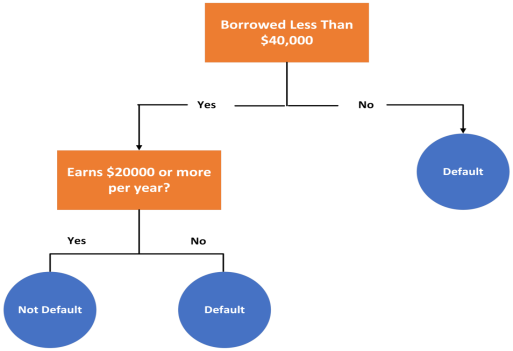 Borrowed Less Than
$40,000
Yes
No
Earns $20000 or more
per year?
Default
Yes
No
Not Default
Default